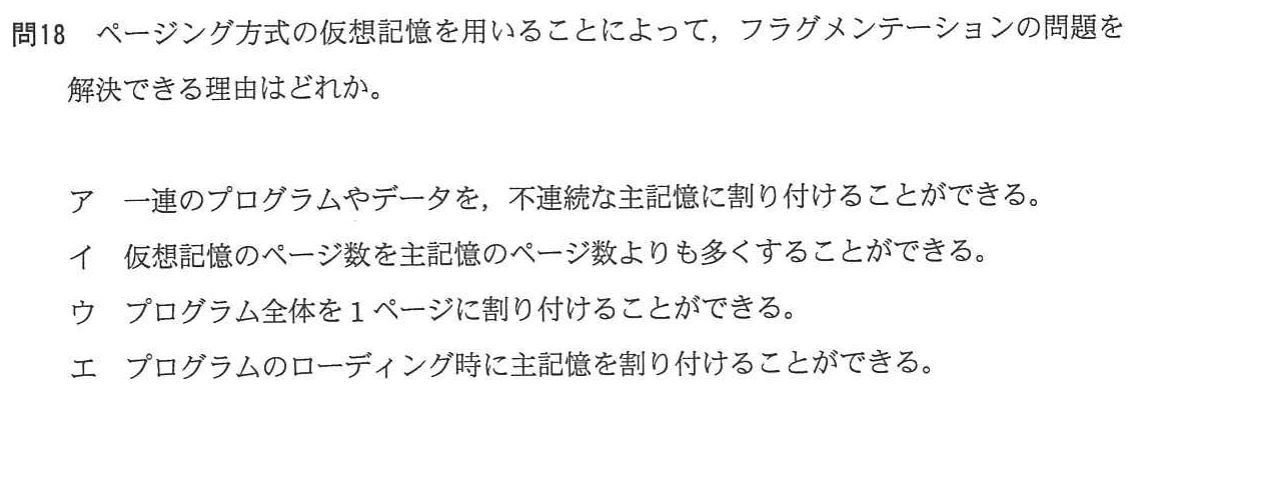 問18 ページング方式の仮想記憶を用いることによって，フラグメンテーションの問題を
解決できる理由はどれか。
ア 一連のプログラムやデータを，不連続な主記憶に割り付けることができる。
イ 仮想記憶のページ数を主記憶のページ数よりも多くすることができる。
ウ プログラム全体を１ページに割り付けることができる。
エ プログラムのローディング時に主記憶を割り付けることができる。